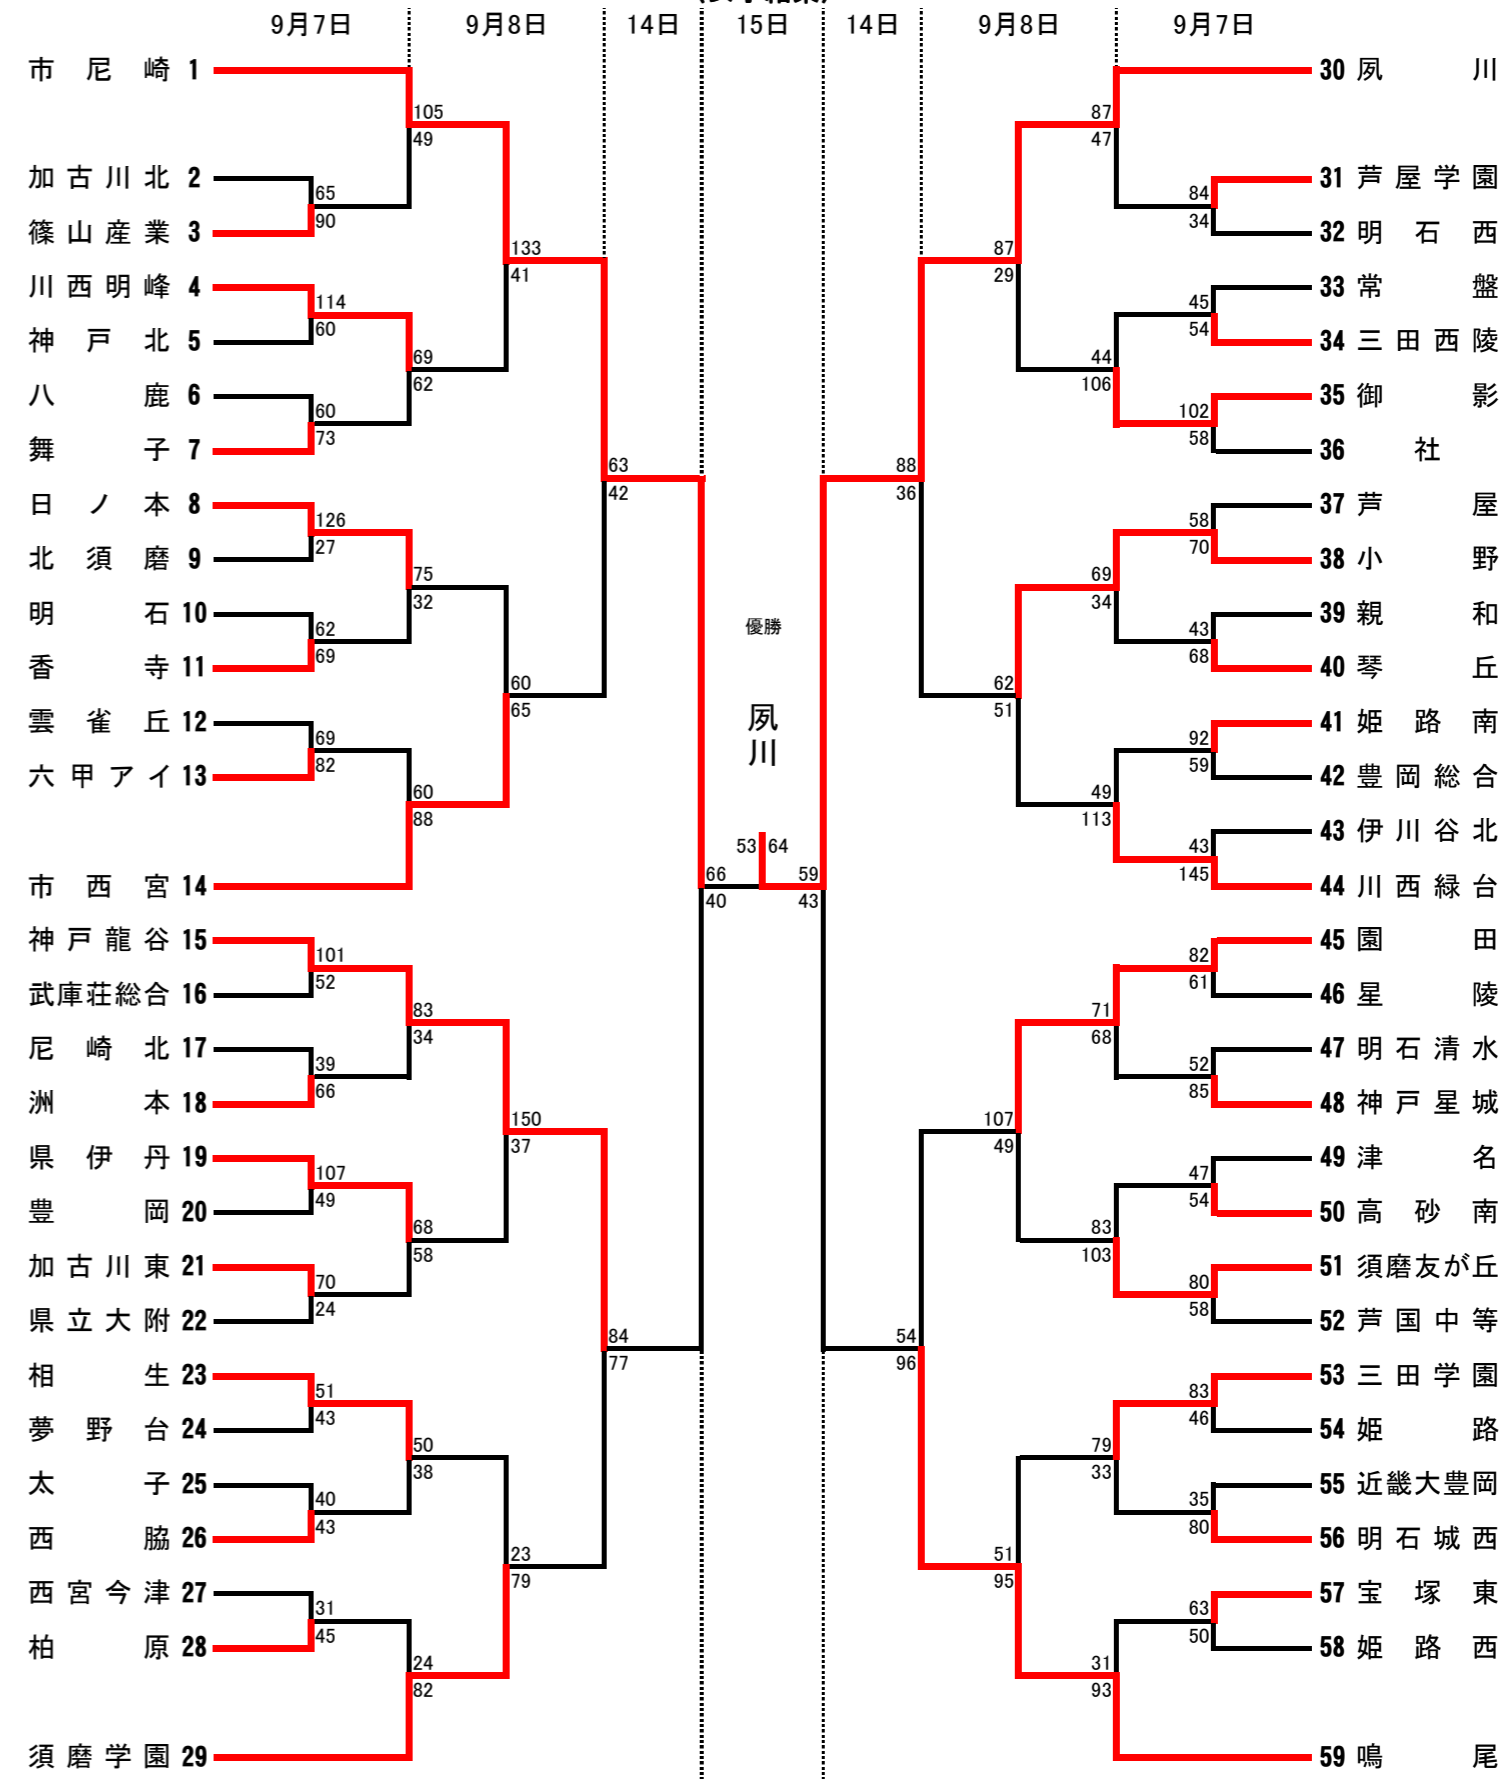 9月7日 9月8日 14日 15日 14日 9月8日 9月7日
市尼崎 1
105
49
加古川北 2
65
90
篠山産業 3
133
41
川西明峰 4
114
60
神戸北 5
69
62
八鹿 6
60
73
舞子 7
63
42
日ノ本 8
126
27
北須磨 9
75
32
明石 10
62
69
香寺 11
60
65
雲雀丘 12
69
82
六甲アイ 13
60
88
市西宮 14
神戸龍谷 15
101
52
武庫荘総合 16
83
34
尼崎北 17
39
66
洲本 18
150
37
県伊丹 19
107
49
豊岡 20
68
58
加古川東 21
70
24
県立大附 22
84
77
相生 23
51
43
夢野台 24
50
38
太子 25
40
43
西脇 26
23
79
西宮今津 27
31
45
柏原 28
24
82
須磨学園 29
優勝
夙川
53 64
66
40
59
43
30 夙川
87
47
31 芦屋学園
84
34
32 明石西
87
29
33 常盤
45
54
34 三田西陵
44
106
35 御影
102
58
36 社
88
36
37 芦屋
58
70
38 小野
69
34
39 親和
43
68
40 琴丘
62
51
41 姫路南
92
59
42 豊岡総合
49
113
43 伊川谷北
43
145
44 川西緑台
45 園田
82
61
46 星陵
71
68
47 明石清水
52
85
48 神戸星城
107
49
49 津名
47
54
50 高砂南
83
103
51 須磨友が丘
80
58
52 芦国中等
54
96
53 三田学園
83
46
54 姫路
79
33
55 近畿大豊岡
35
80
56 明石城西
51
95
57 宝塚東
63
50
58 姫路西
31
93
59 鳴尾